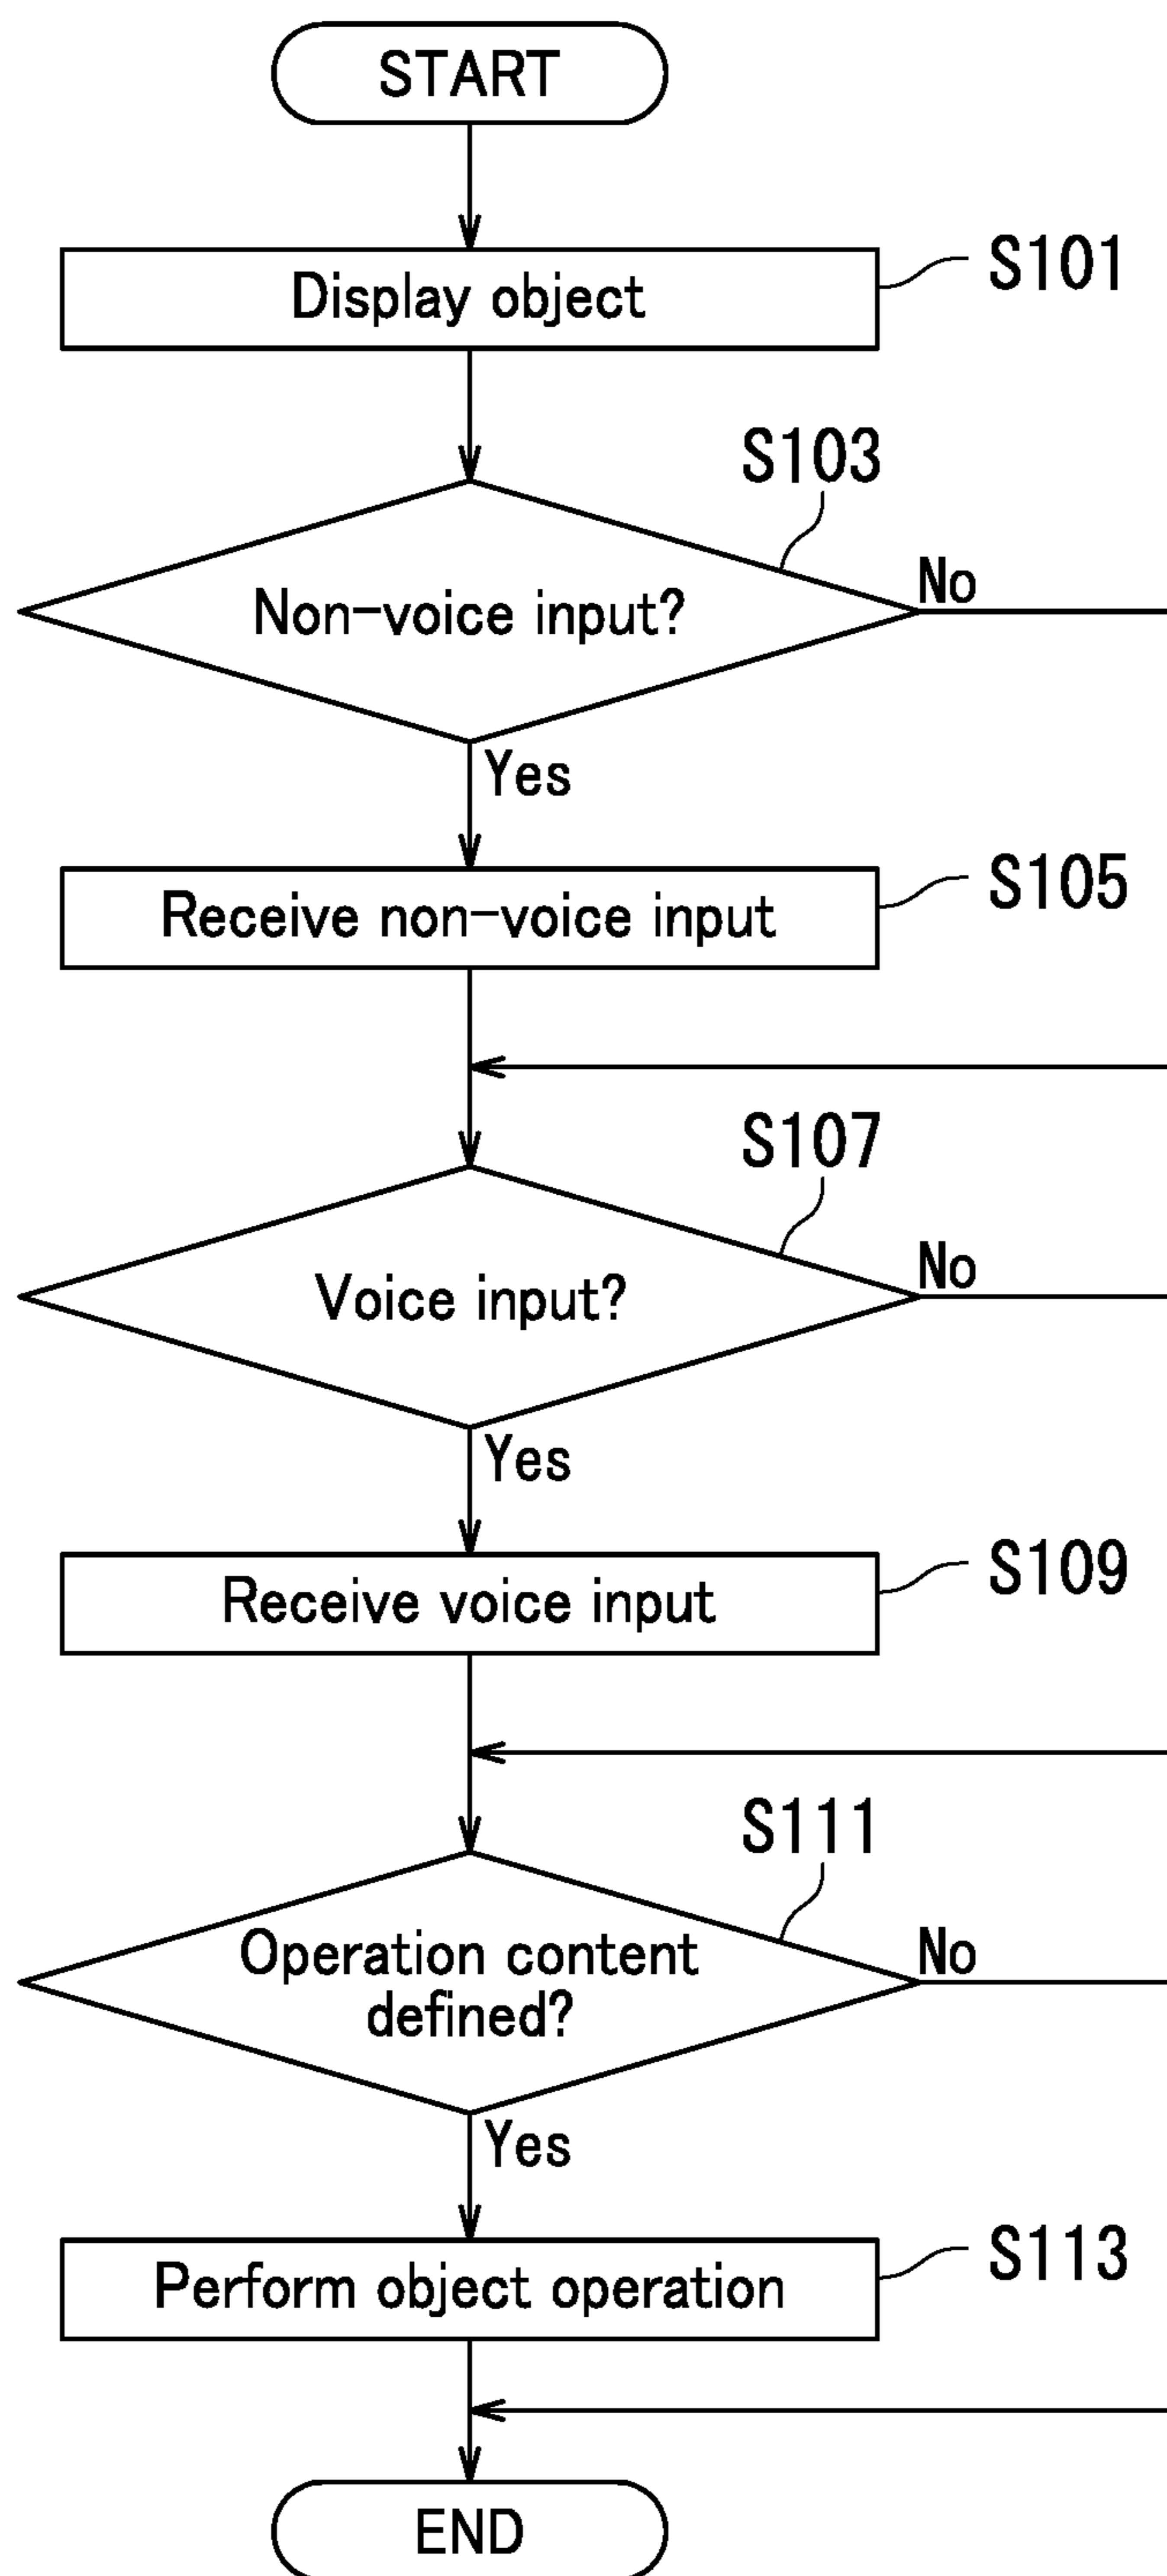 START
Display object
S101
S103
Non-voice input?
No
Yes
Receive non-voice input
S105
S107
Voice input?
No
Yes
Receive voice input
S109
S111
Operation content
defined?
No
Yes
Perform object operation
S113
END